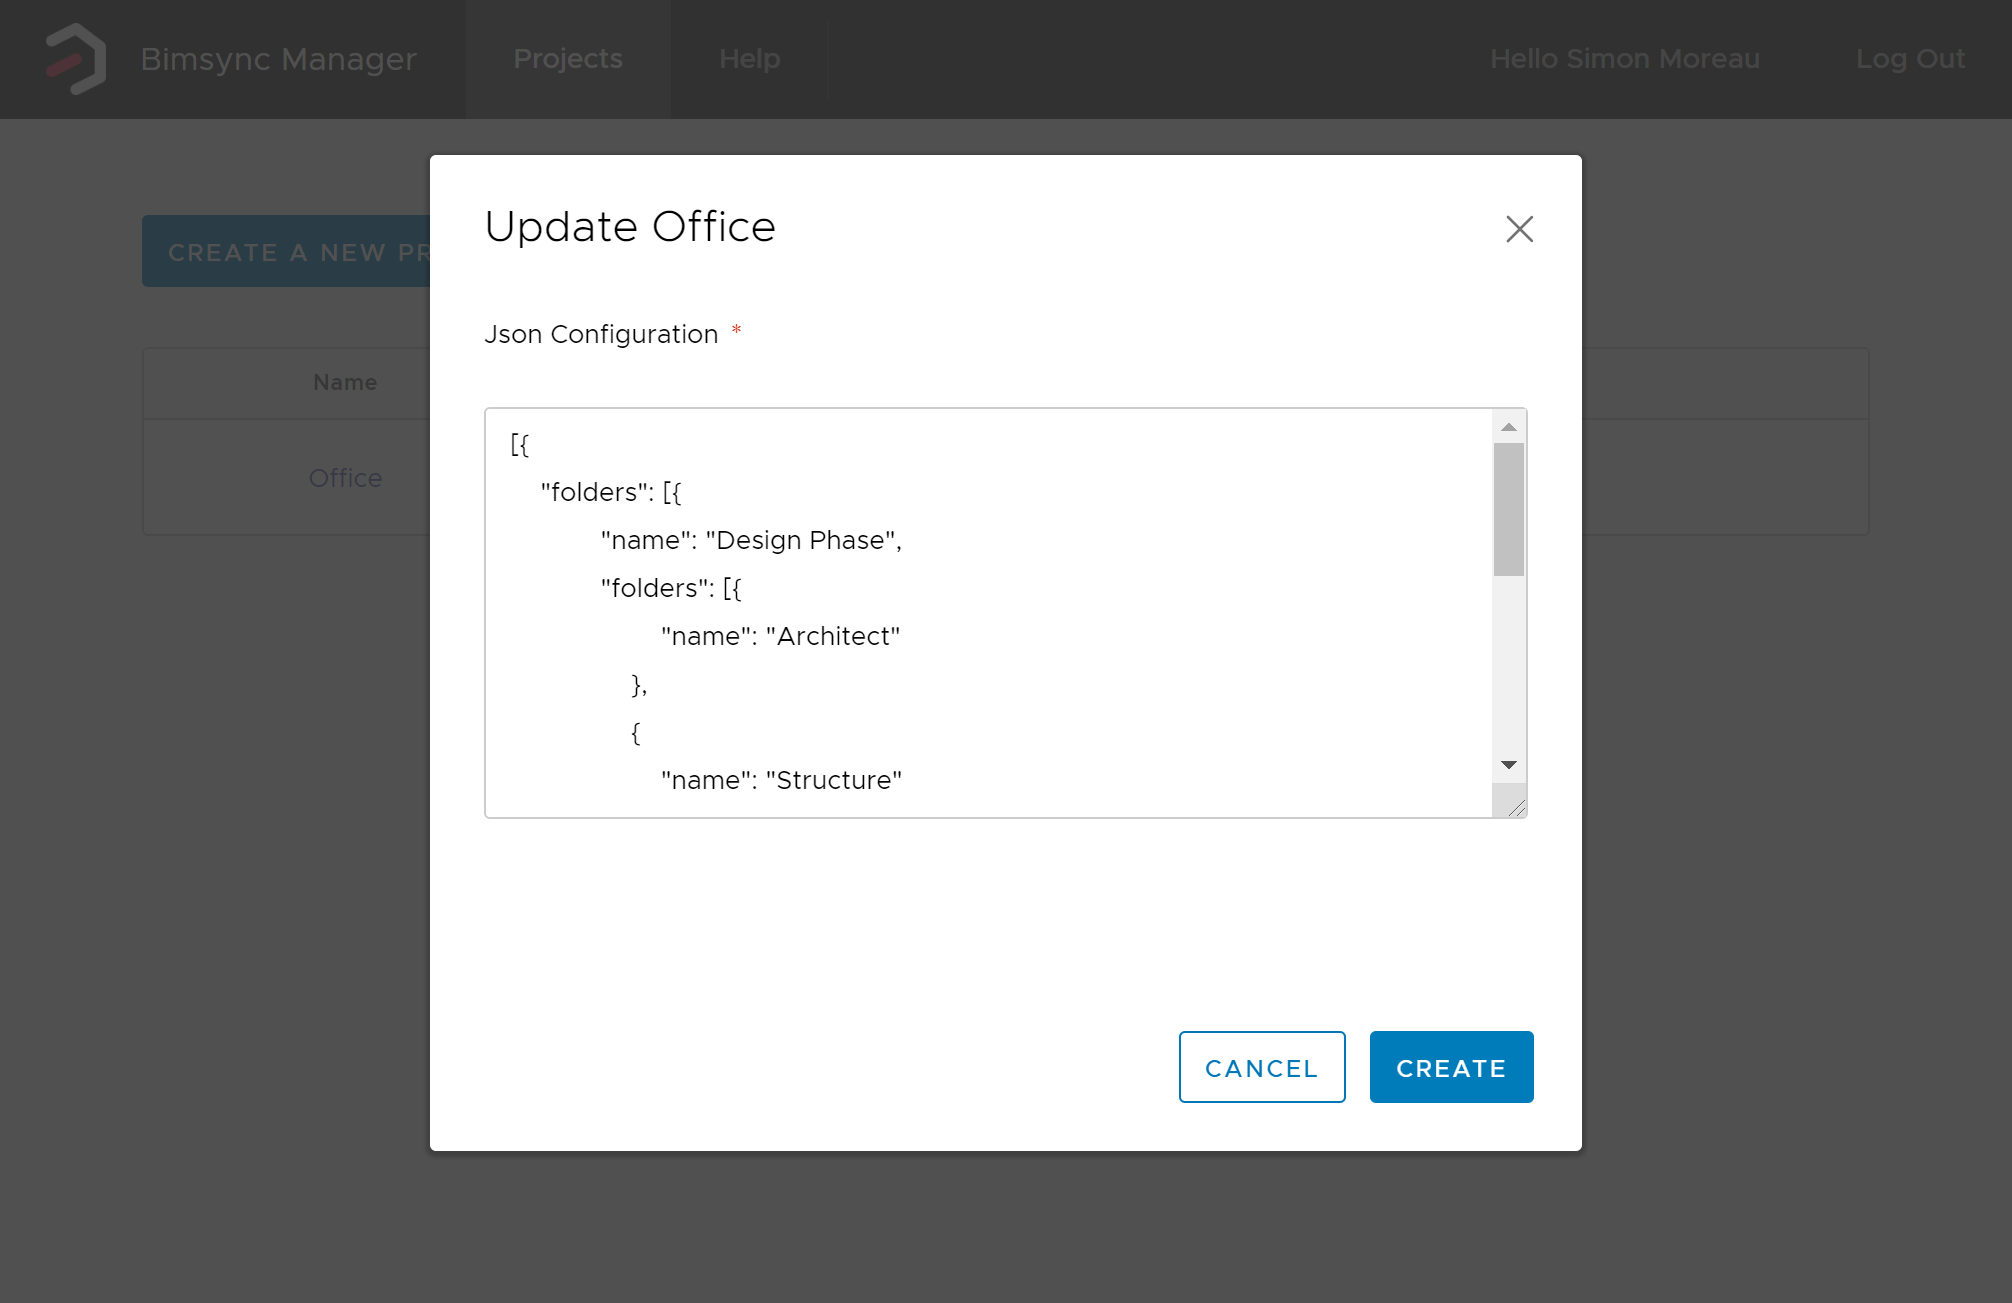 Bimsync Manager Projects Help Hello Simon Moreau Log Out
Update Office
CREATE A NEW PR
Json Configuration *
Name
Office
[{
"folders": [{
"name": "Design Phase",
"folders": [{
"name": "Architect"
},
{
"name": "Structure"
CANCEL CREATE